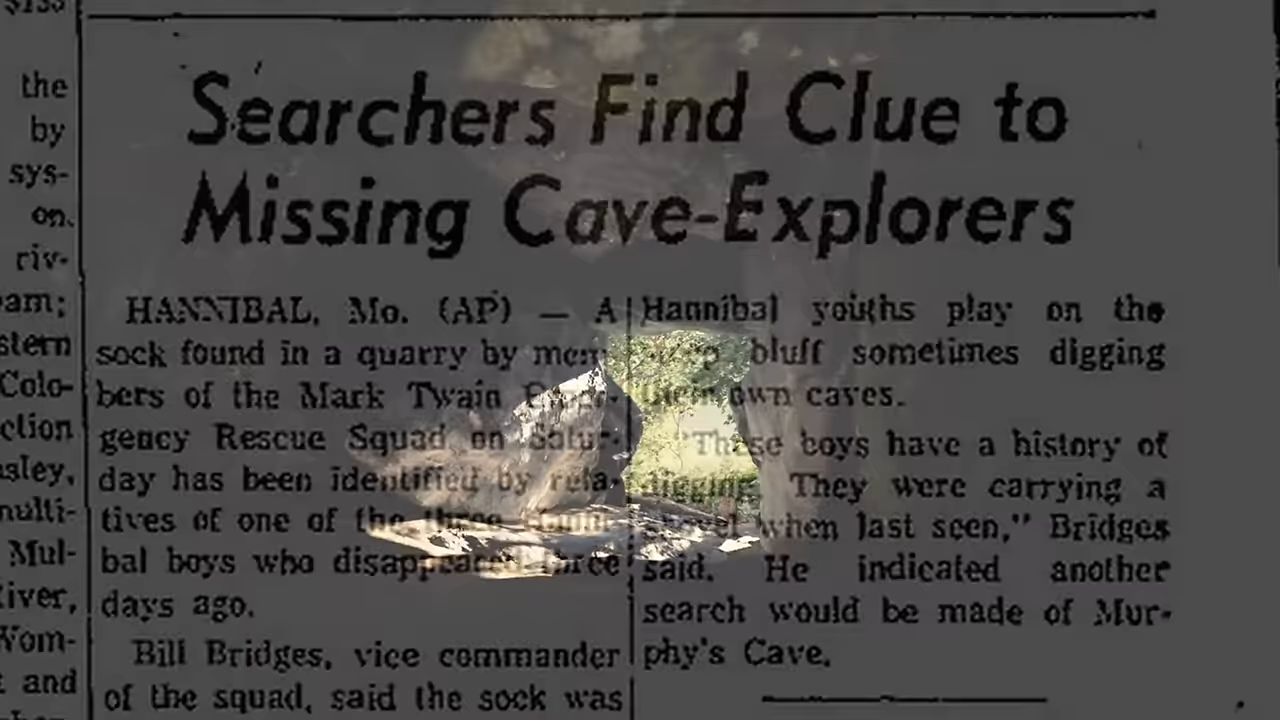 $135
the
by
sys-
on.
riv-
eam;
stern
Colo-
ction
asley,
multi-
Mul-
River,
Wom-
t and
Searchers Find Clue to
Missing Cave-Explorers
HANNIBAL, Mo. (AP) — A
sock found in a quarry by mem
bers of the Mark Twain
gency Rescue Squad on Satur-
day has been identified by rela-
tives of one of the three
bal boys who disappeared three
days ago.
Bill Bridges, vice commander
of the squad, said the sock was
Hannibal youths play on the
bluff sometimes digging
their own caves.
"These boys have a history of
digging. They were carrying a
shovel when last seen," Bridges
said. He indicated another
search would be made of Mur-
phy's Cave.